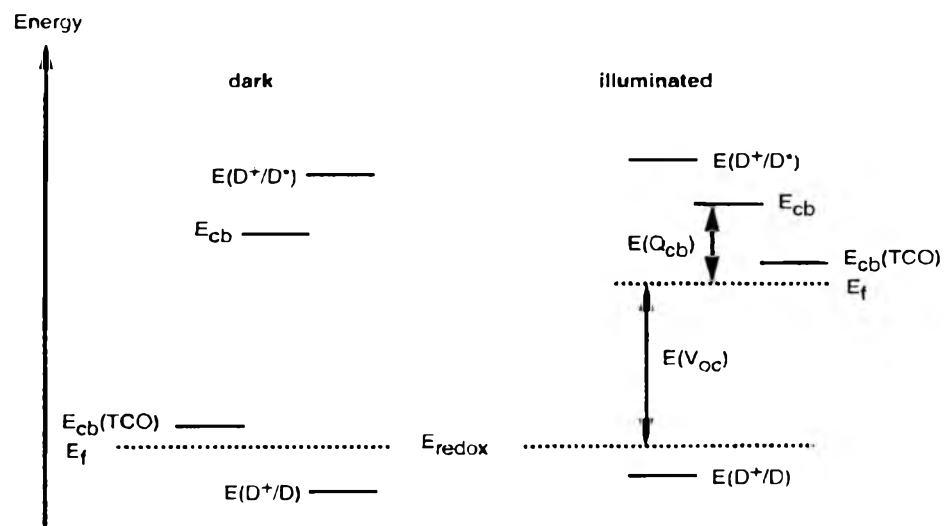 Energy
dark
illuminated
E(D⁺/D*)
E_cb
E_cb(TCO)
E_f
E(D⁺/D)
E_redox
E(D⁺/D*)
E_cb
E(Q_cb)
E_cb(TCO)
E_f
E(V_oc)
E(D⁺/D)